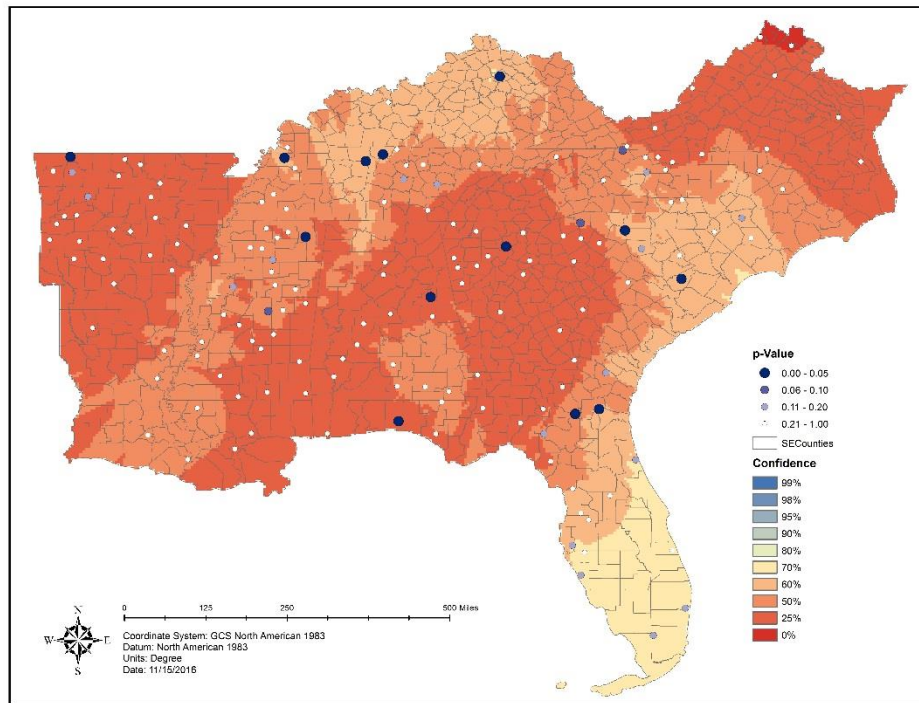 p-Value
0.00 - 0.05
0.06 - 0.10
0.11 - 0.20
0.21 - 1.00
SECounties
Confidence
99%
98%
95%
90%
80%
70%
60%
50%
25%
0%
0 125 250 500 Miles
N
W E
S
Coordinate System: GCS North American 1983
Datum: North American 1983
Units: Degree
Date: 11/15/2016